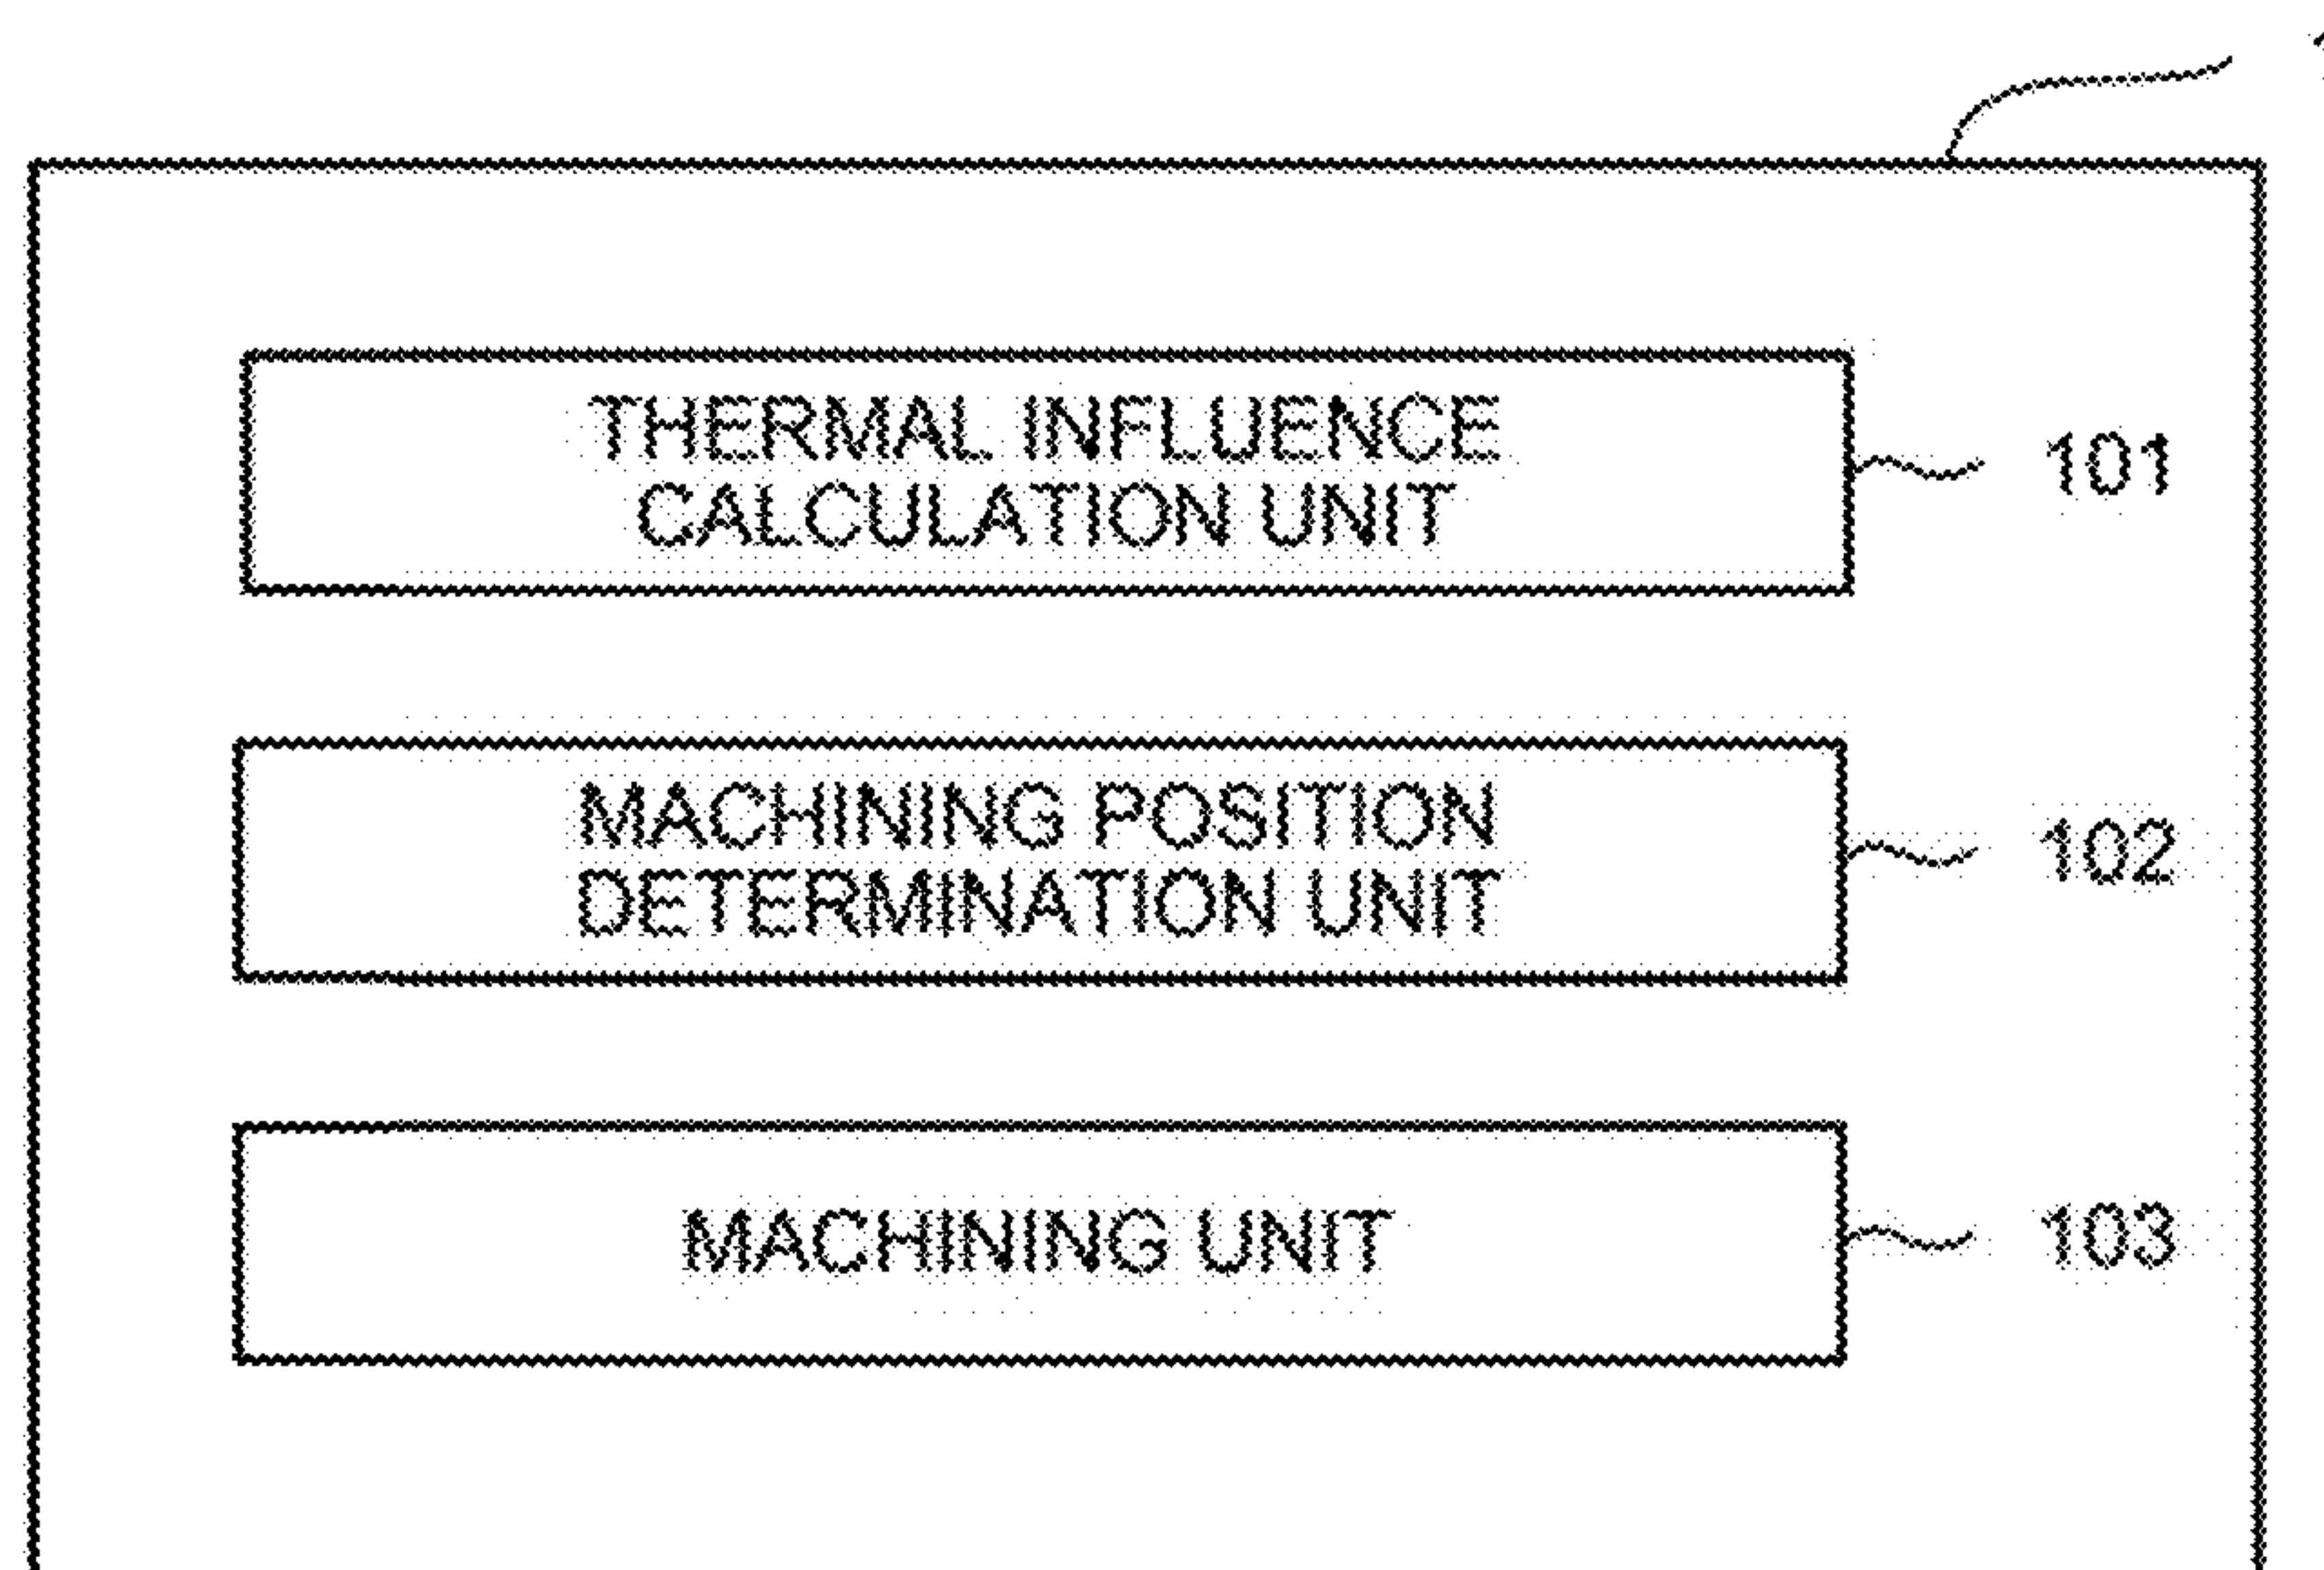 THERMAL INFLUENCE
CALCULATION UNIT
101
MACHINING POSITION
DETERMINATION UNIT
102
MACHINING UNIT
103